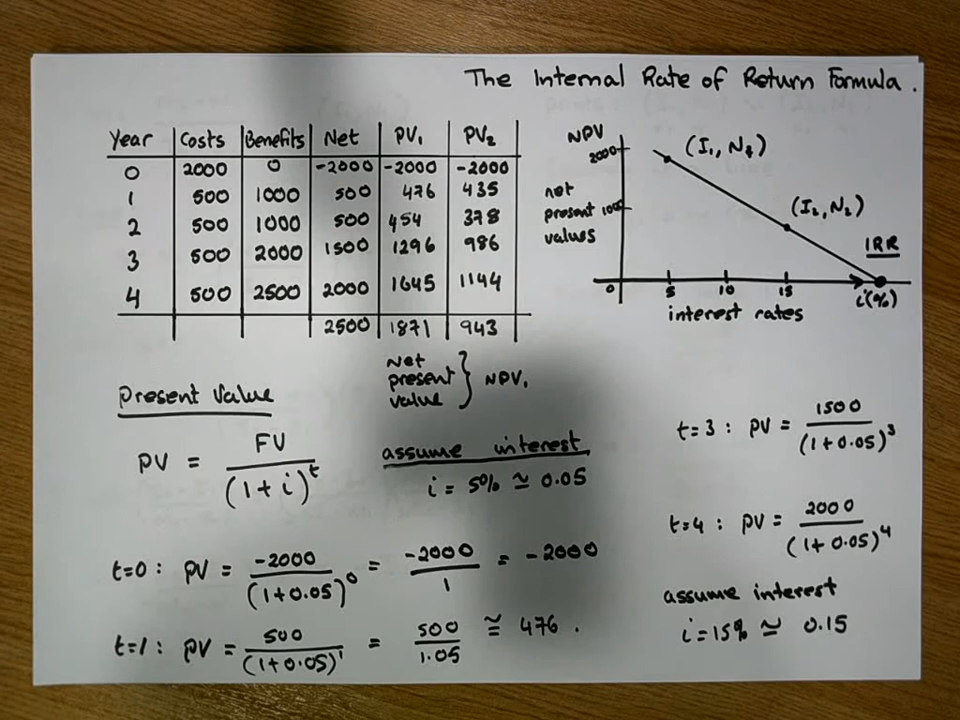 The Internal Rate of Return Formula.
Year Costs Benefits Net PV₁ PV₂
0 2000 0 -2000 -2000 -2000
1 500 1000 500 476 435
2 500 1000 500 454 378
3 500 2000 1500 1296 986
4 500 2500 2000 1645 1144
2500 1871 943
Net present value } NPV₁
NPV
2000
(I₁, N₁)
net
present 1000
values
(I₂, N₂)
IRR
0 5 10 15 i(%)
interest rates
Present Value
PV = FV / (1 + i)^t
assume interest
i = 5% ≃ 0.05
t=0 : PV = -2000 / (1+0.05)^0 = -2000 / 1 = -2000
t=1 : PV = 500 / (1+0.05)^1 = 500 / 1.05 ≅ 476 .
t=3 : PV = 1500 / (1+0.05)^3
t=4 : PV = 2000 / (1+0.05)^4
assume interest
i=15% ≃ 0.15